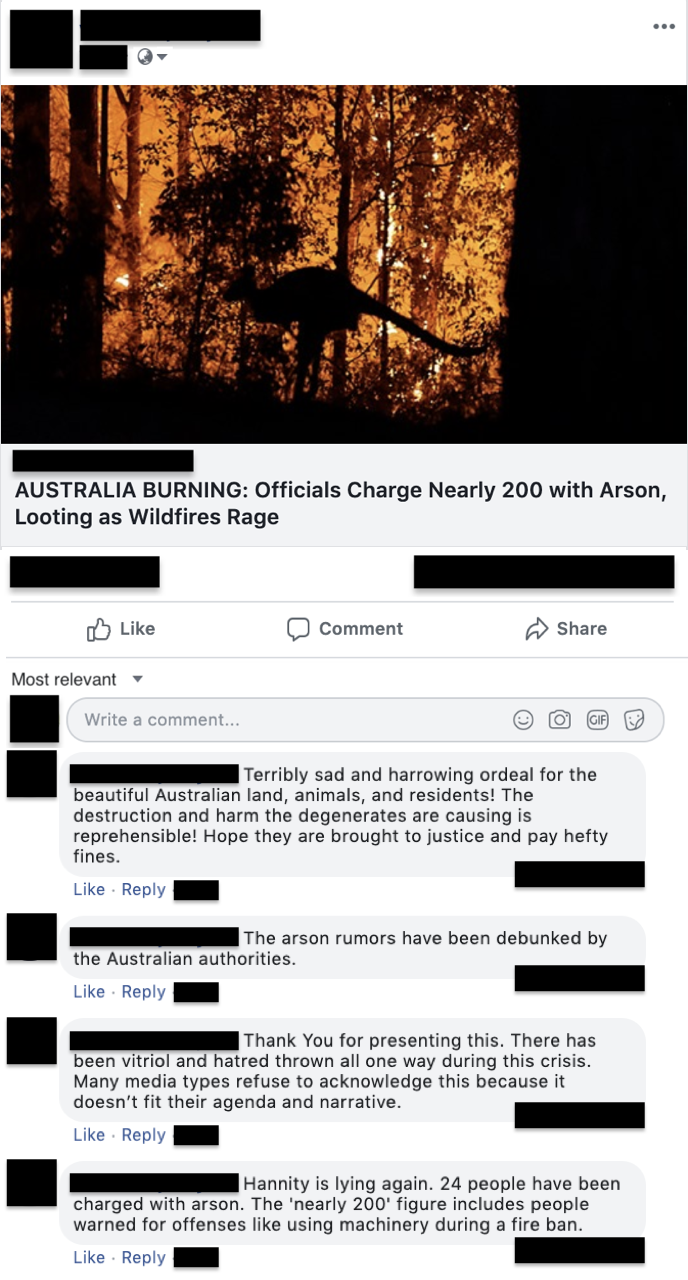 AUSTRALIA BURNING: Officials Charge Nearly 200 with Arson,
Looting as Wildfires Rage
Like
Comment
Share
Most relevant
Write a comment...
GIF
Terribly sad and harrowing ordeal for the
beautiful Australian land, animals, and residents! The
destruction and harm the degenerates are causing is
reprehensible! Hope they are brought to justice and pay hefty
fines.
Like · Reply
The arson rumors have been debunked by
the Australian authorities.
Like · Reply
Thank You for presenting this. There has
been vitriol and hatred thrown all one way during this crisis.
Many media types refuse to acknowledge this because it
doesn’t fit their agenda and narrative.
Like · Reply
Hannity is lying again. 24 people have been
charged with arson. The 'nearly 200' figure includes people
warned for offenses like using machinery during a fire ban.
Like · Reply